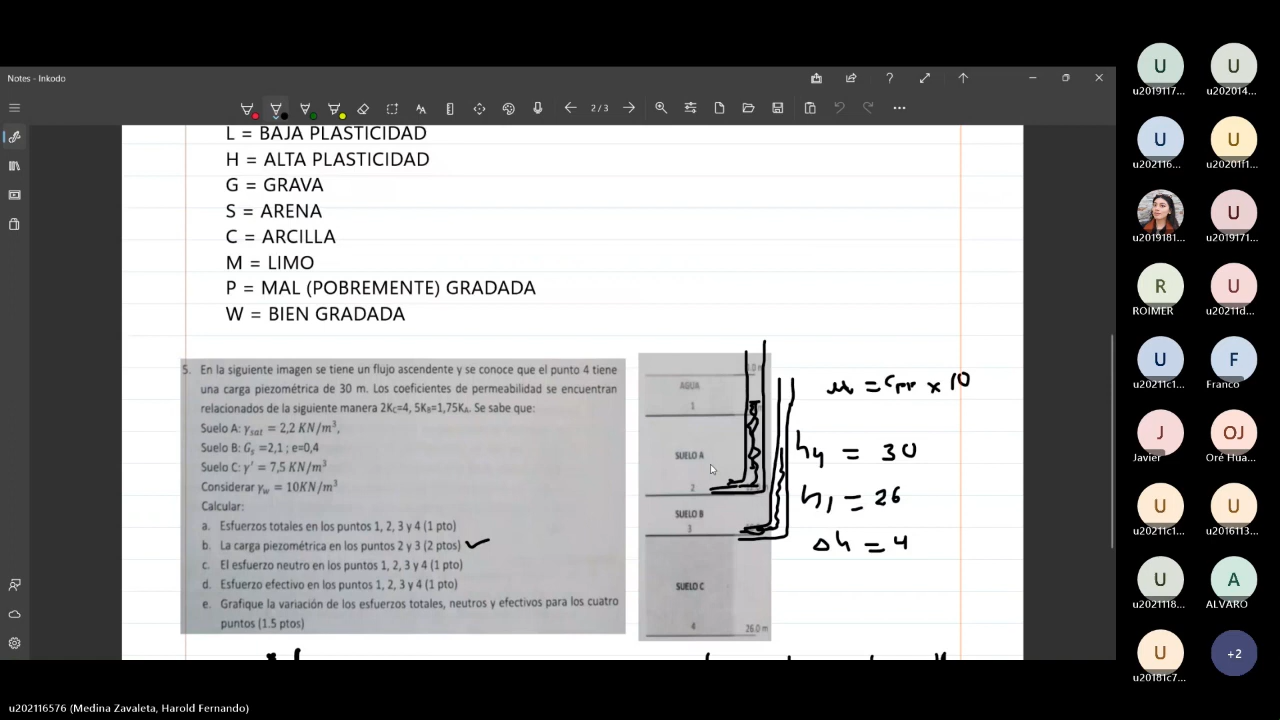 Notes - Inkodo
2/3
L = BAJA PLASTICIDAD
H = ALTA PLASTICIDAD
G = GRAVA
S = ARENA
C = ARCILLA
M = LIMO
P = MAL (POBREMENTE) GRADADA
W = BIEN GRADADA
5. En la siguiente imagen se tiene un flujo ascendente y se conoce que el punto 4 tiene
una carga piezométrica de 30 m. Los coeficientes de permeabilidad se encuentran
relacionados de la siguiente manera 2Kc=4, 5KB=1,75KA. Se sabe que:
Suelo A: γsat = 2,2 KN/m³,
Suelo B: Gs =2,1 ; e=0,4
Suelo C: γ' = 7,5 KN/m³
Considerar γw = 10KN/m³
Calcular:
a. Esfuerzos totales en los puntos 1, 2, 3 y 4 (1 pto)
b. La carga piezométrica en los puntos 2 y 3 (2 ptos)
c. El esfuerzo neutro en los puntos 1, 2, 3 y 4 (1 pto)
d. Esfuerzo efectivo en los puntos 1, 2, 3 y 4 (1 pto)
e. Grafique la variación de los esfuerzos totales, neutros y efectivos para los cuatro
puntos (1.5 ptos)
AGUA
1
SUELO A
2
SUELO B
3
SUELO C
4
26.0 m
μ = CPP x 10
h4 = 30
h1 = 26
Δh = 4
U
u2019117...
U
u202014...
U
u202116...
U
u20201f1...
u2019181...
U
u2019171...
R
ROIMER
U
u20211d...
U
u20211c1...
F
Franco
J
Javier
OJ
Oré Hua...
U
u20211c1...
U
u2016113...
U
u2021118...
A
ALVARO
U
u20181c7...
+2
u202116576 (Medina Zavaleta, Harold Fernando)